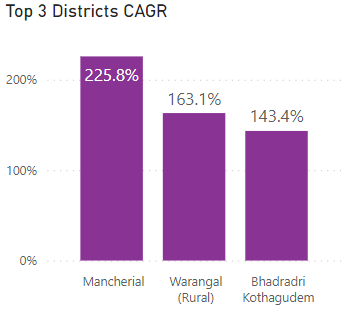 Top 3 Districts CAGR
200%
100%
0%
225.8%
163.1%
143.4%
Mancherial
Warangal
(Rural)
Bhadradri
Kothagudem